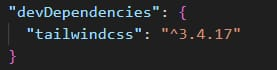 "devDependencies": {
"tailwindcss": "^3.4.17"
}